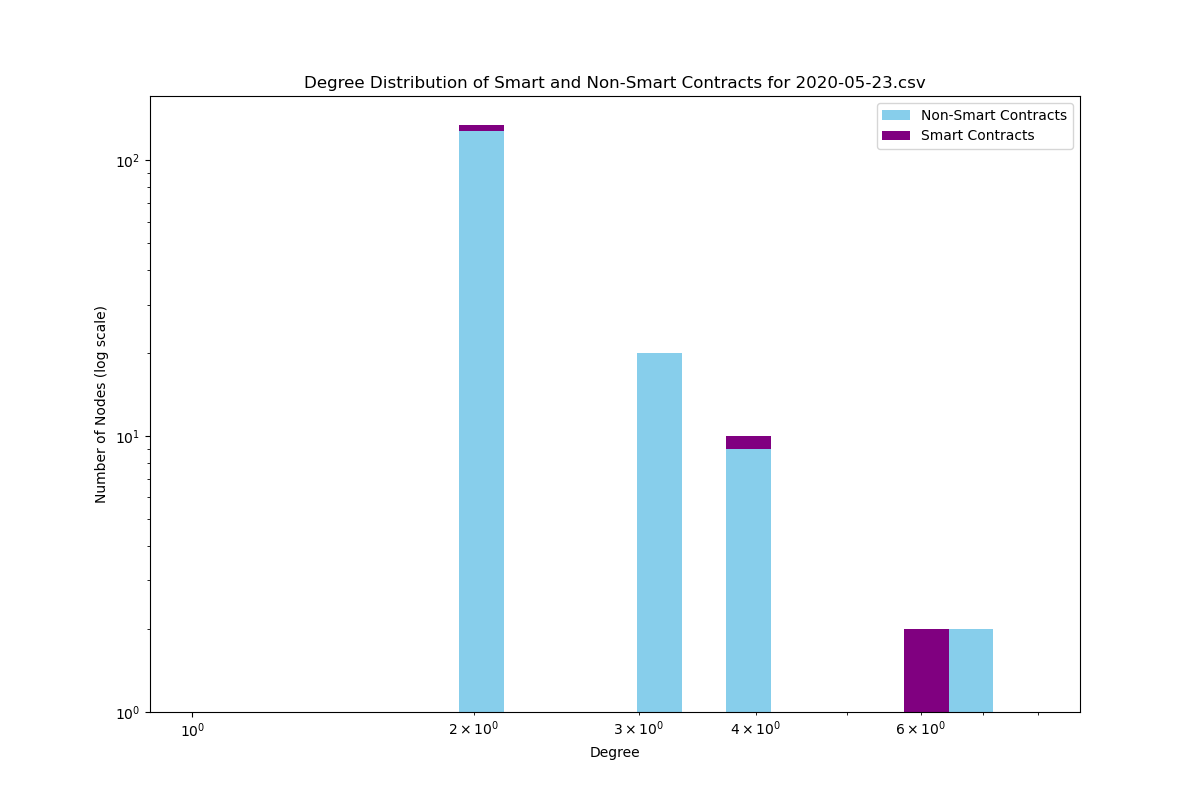 Degree Distribution of Smart and Non-Smart Contracts for 2020-05-23.csv
Non-Smart Contracts
Smart Contracts
Number of Nodes (log scale)
10²
10¹
10⁰
10⁰ 2 × 10⁰ 3 × 10⁰ 4 × 10⁰ 6 × 10⁰
Degree